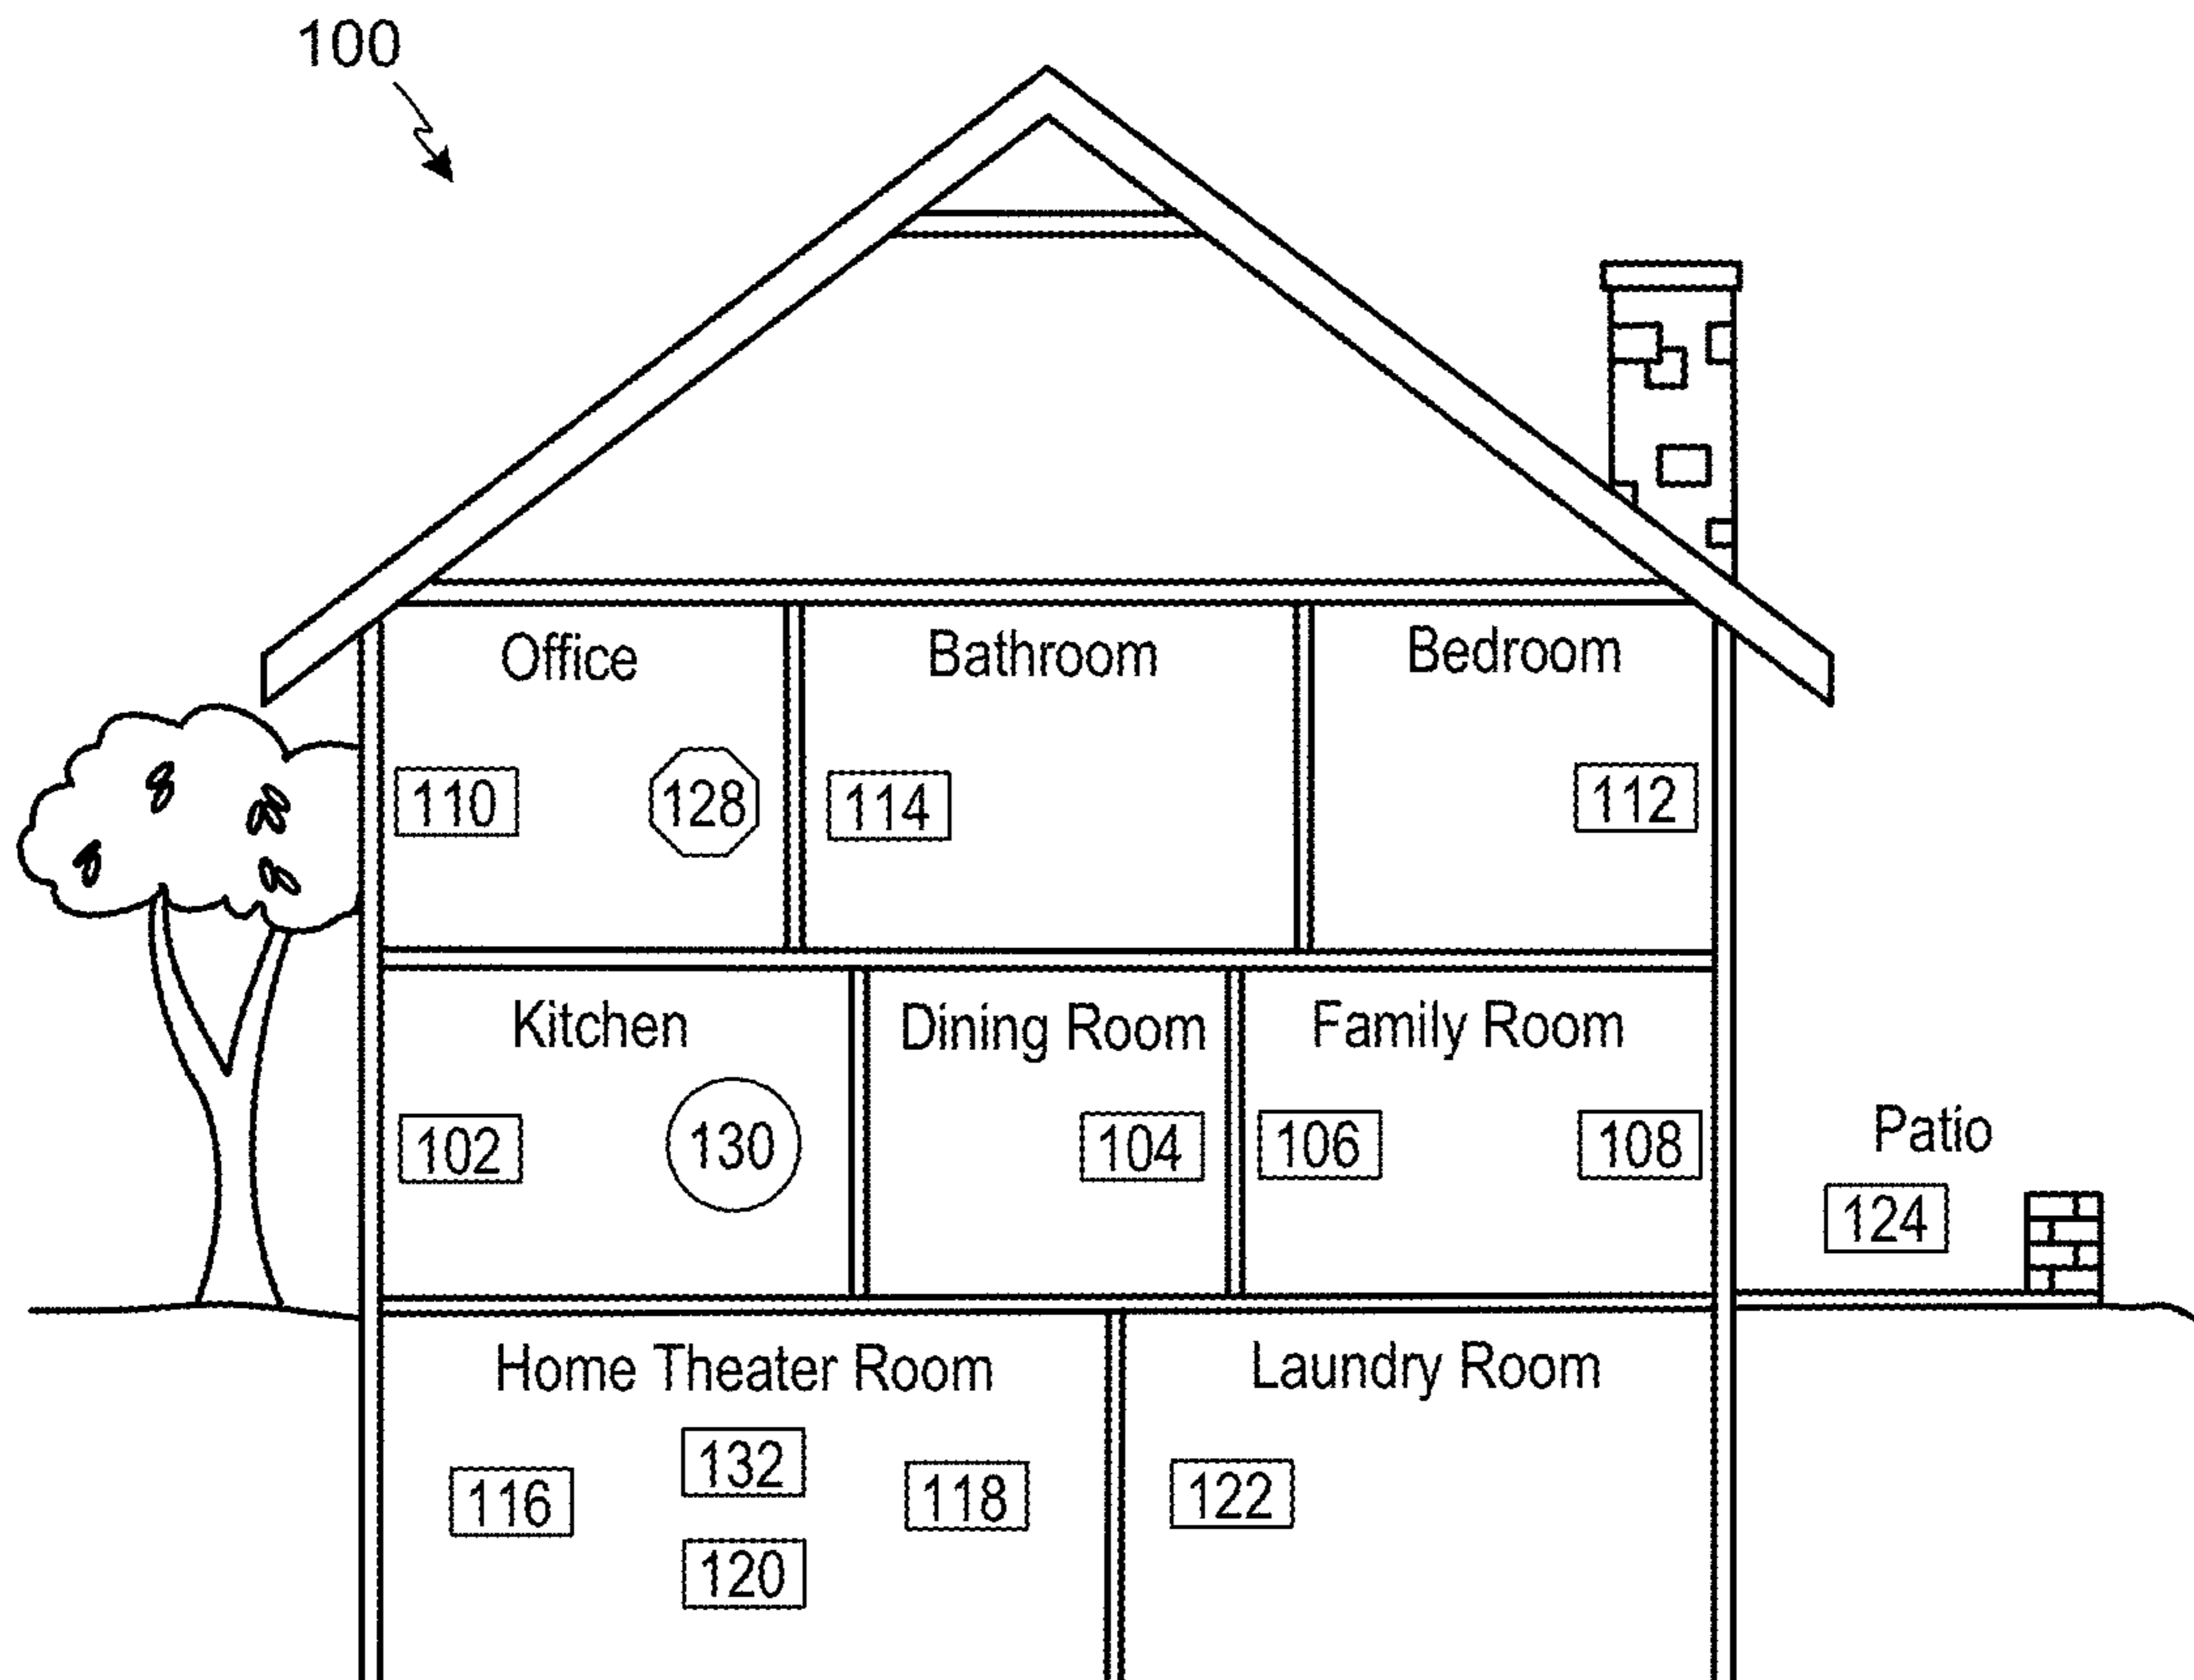 100
Office
Bathroom
Bedroom
110
128
114
112
Kitchen
Dining Room
Family Room
102
130
104
106
108
Patio
124
Home Theater Room
Laundry Room
116
132
118
122
120